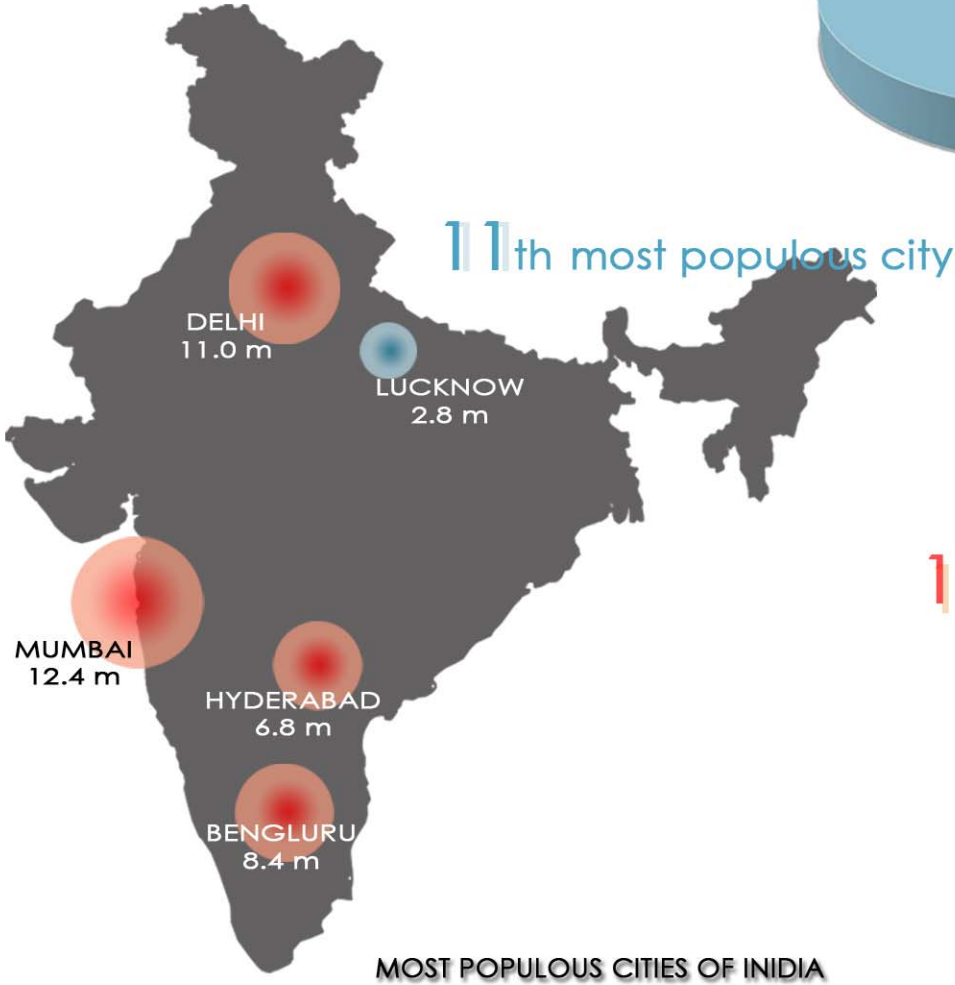 11th most populous city
DELHI
11.0 m
LUCKNOW
2.8 m
1
MUMBAI
12.4 m
HYDERABAD
6.8 m
BENGLURU
8.4 m
MOST POPULOUS CITIES OF INIDIA